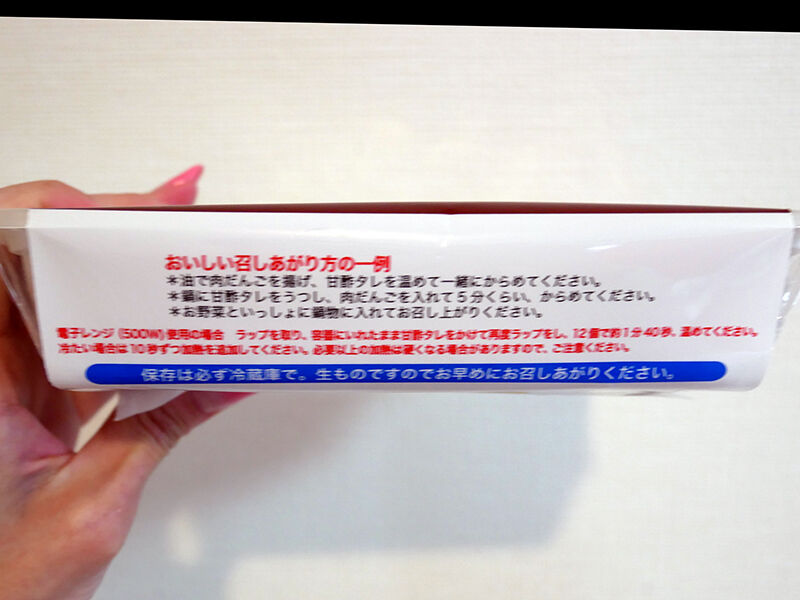 おいしい召しあがり方の一例
＊油で肉だんごを揚げ、甘酢タレを温めて一緒にからめてください。
＊鍋に甘酢タレをうつし、肉だんごを入れて5分くらい、からめてください。
＊お野菜といっしょに鍋物に入れてお召し上がりください。
電子レンジ（500W）使用の場合　ラップを取り、容器にいれたまま甘酢タレをかけて再度ラップをし、12個で約1分40秒、温めてください。
冷たい場合は10秒ずつ加熱を追加してください。必要以上の加熱は硬くなる場合がありますので、ご注意ください。
保存は必ず冷蔵庫で。生ものですのでお早めにお召しあがりください。